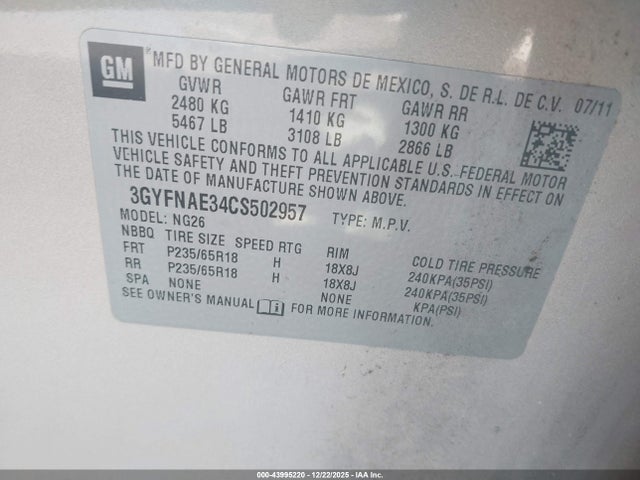 GM
MFD BY GENERAL MOTORS DE MEXICO, S. DE R.L. DE C.V. 07/11
GVWR GAWR FRT GAWR RR
2480 KG 1410 KG 1300 KG
5467 LB 3108 LB 2866 LB
THIS VEHICLE CONFORMS TO ALL APPLICABLE U.S. FEDERAL MOTOR
VEHICLE SAFETY AND THEFT PREVENTION STANDARDS IN EFFECT ON
THE DATE OF MANUFACTURE SHOWN ABOVE.
3GYFNAE34CS502957 TYPE: M.P.V.
MODEL: NG26
NBBQ TIRE SIZE SPEED RTG RIM COLD TIRE PRESSURE
FRT P235/65R18 H 18X8J 240KPA(35PSI)
RR P235/65R18 H 18X8J 240KPA(35PSI)
SPA NONE NONE KPA(PSI)
SEE OWNER'S MANUAL FOR MORE INFORMATION.
000-43995220 - 12/22/2025 - IAA Inc.